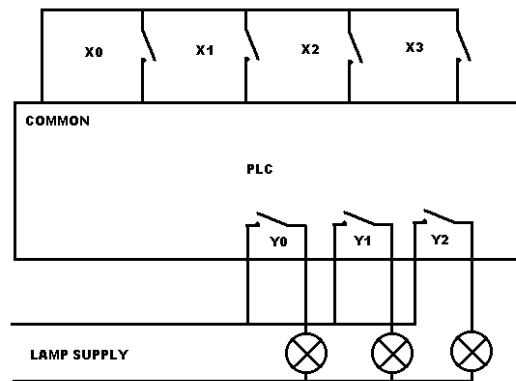 X0 X1 X2 X3
COMMON
PLC
Y0 Y1 Y2
LAMP SUPPLY